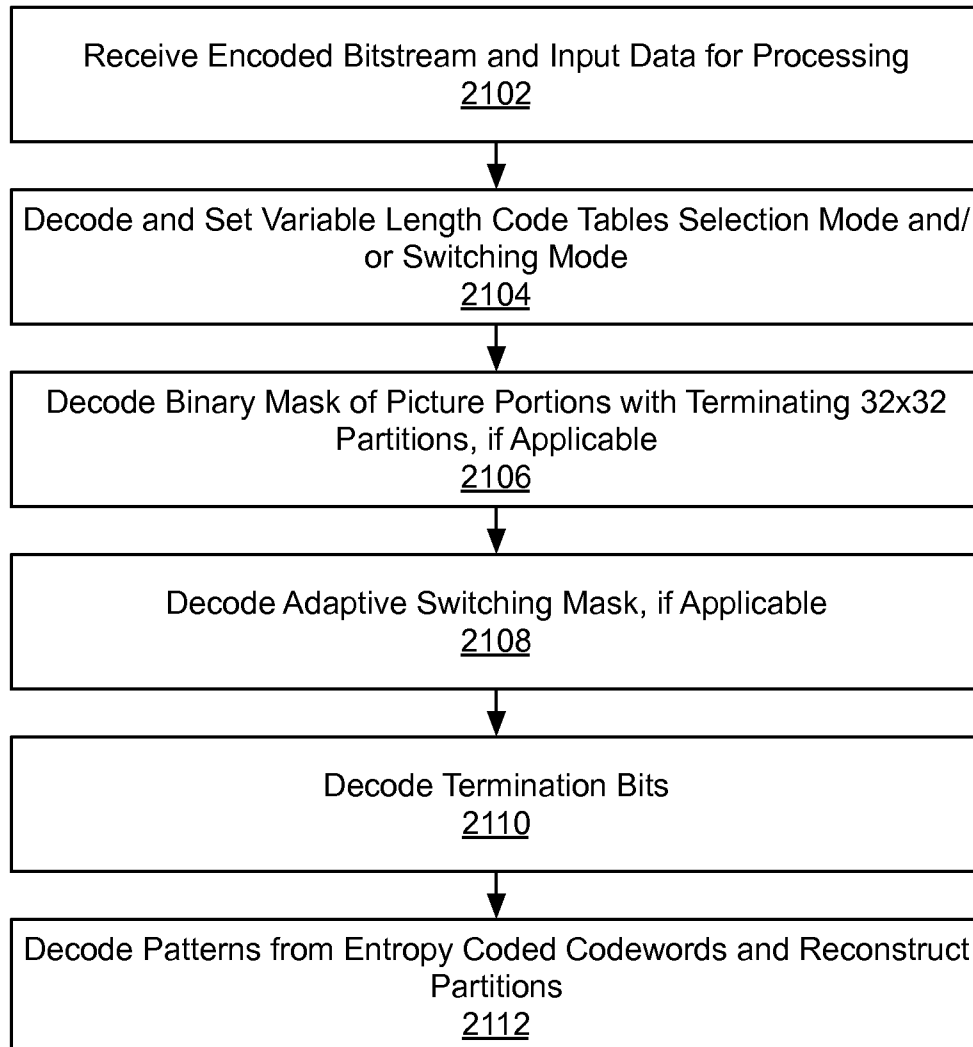 Receive Encoded Bitstream and Input Data for Processing
2102
Decode and Set Variable Length Code Tables Selection Mode and/
or Switching Mode
2104
Decode Binary Mask of Picture Portions with Terminating 32x32
Partitions, if Applicable
2106
Decode Adaptive Switching Mask, if Applicable
2108
Decode Termination Bits
2110
Decode Patterns from Entropy Coded Codewords and Reconstruct
Partitions
2112